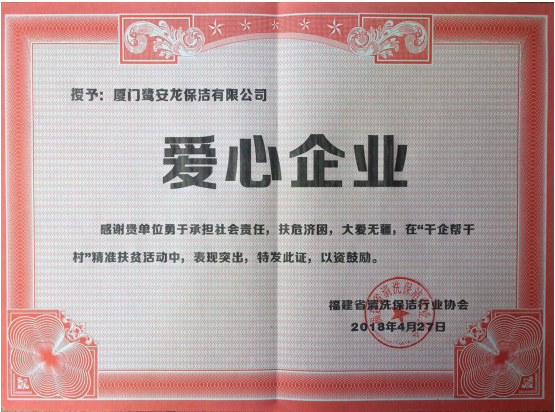 授予：厦门鹭安龙保洁有限公司
爱心企业
感谢贵单位勇于承担社会责任，扶危济困，大爱无疆，在“千企帮千
村”精准扶贫活动中，表现突出，特发此证，以资鼓励。
福建省清洗保洁行业协会
2018年4月27日